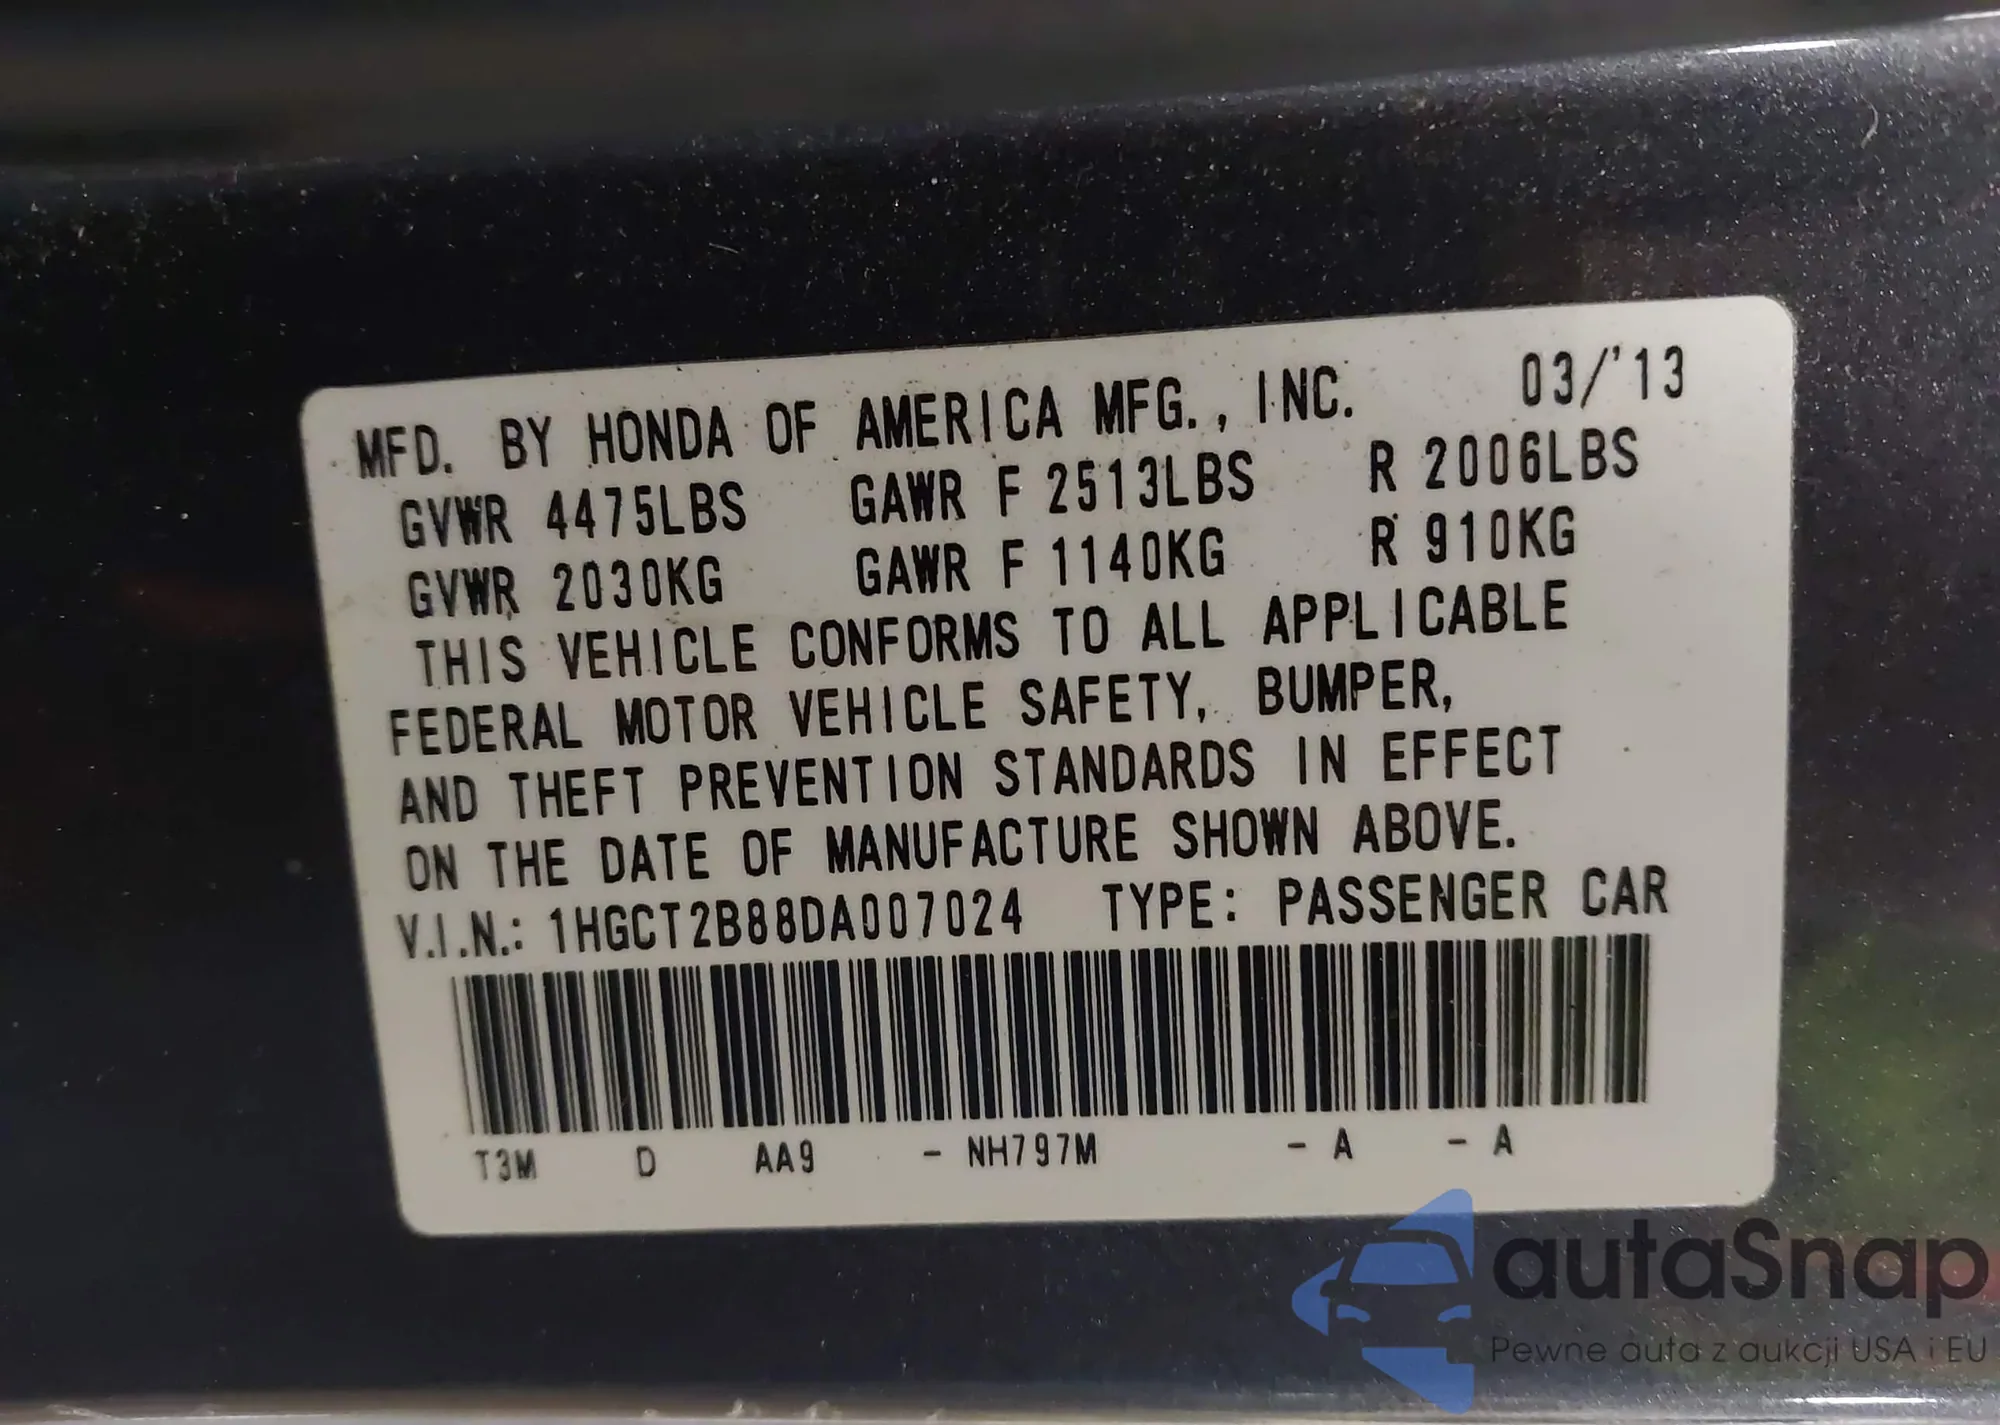 MFD. BY HONDA OF AMERICA MFG., INC. 03/'13
GVWR 4475LBS GAWR F 2513LBS R 2006LBS
GVWR 2030KG GAWR F 1140KG R 910KG
THIS VEHICLE CONFORMS TO ALL APPLICABLE
FEDERAL MOTOR VEHICLE SAFETY, BUMPER,
AND THEFT PREVENTION STANDARDS IN EFFECT
ON THE DATE OF MANUFACTURE SHOWN ABOVE.
V.I.N.: 1HGCT2B88DA007024 TYPE: PASSENGER CAR
T3M D AA9 - NH797M - A - A
autaSnap
Pewne auta z aukcji USA i EU